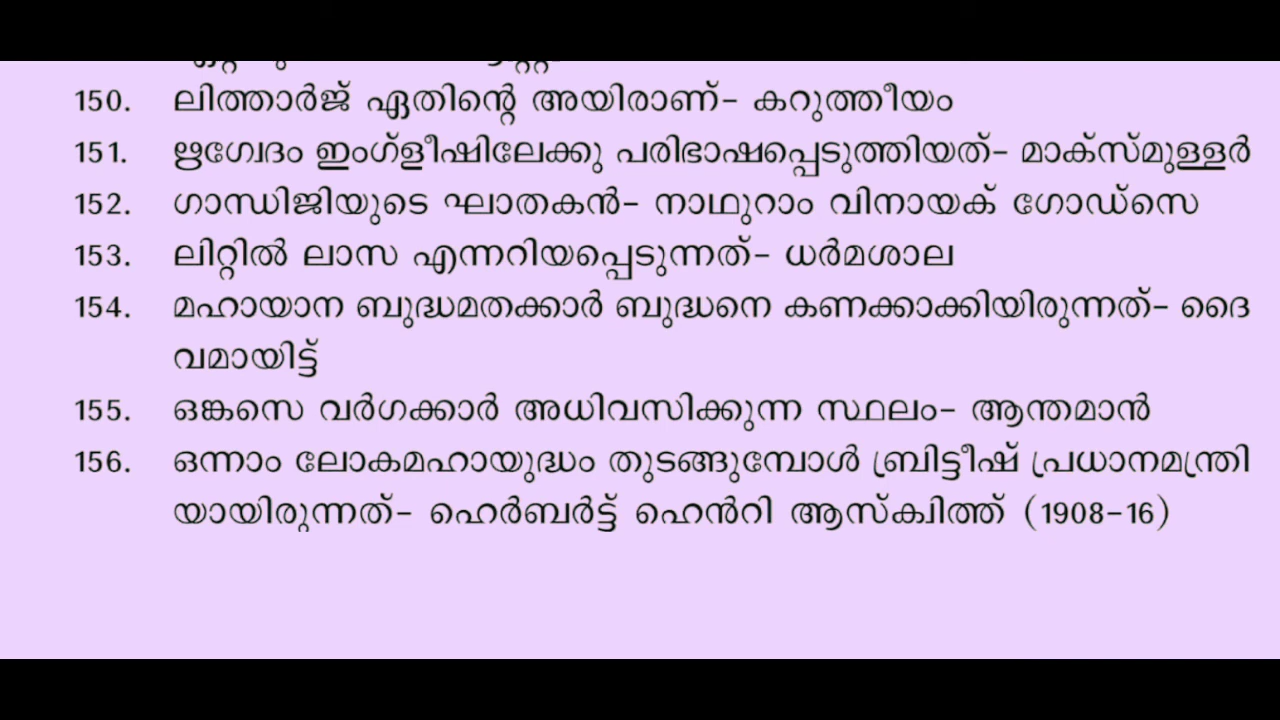 150. ലിത്താർജ് ഏതിന്റെ അയിരാണ്- കറുത്തീയം
151. ഋഗ്വേദം ഇംഗ്ളീഷിലേക്കു പരിഭാഷപ്പെടുത്തിയത്- മാക്സ്മുള്ളർ
152. ഗാന്ധിജിയുടെ ഘാതകൻ- നാഥുറാം വിനായക് ഗോഡ്സെ
153. ലിറ്റിൽ ലാസ എന്നറിയപ്പെടുന്നത്- ധർമശാല
154. മഹായാന ബുദ്ധമതക്കാർ ബുദ്ധനെ കണക്കാക്കിയിരുന്നത്- ദൈ
വമായിട്ട്
155. ഒങ്കസെ വർഗക്കാർ അധിവസിക്കുന്ന സ്ഥലം- ആന്തമാൻ
156. ഒന്നാം ലോകമഹായുദ്ധം തുടങ്ങുമ്പോൾ ബ്രിട്ടീഷ് പ്രധാനമന്ത്രി
യായിരുന്നത്- ഹെർബർട്ട് ഹെൻറി ആസ്ക്വിത്ത് (1908-16)